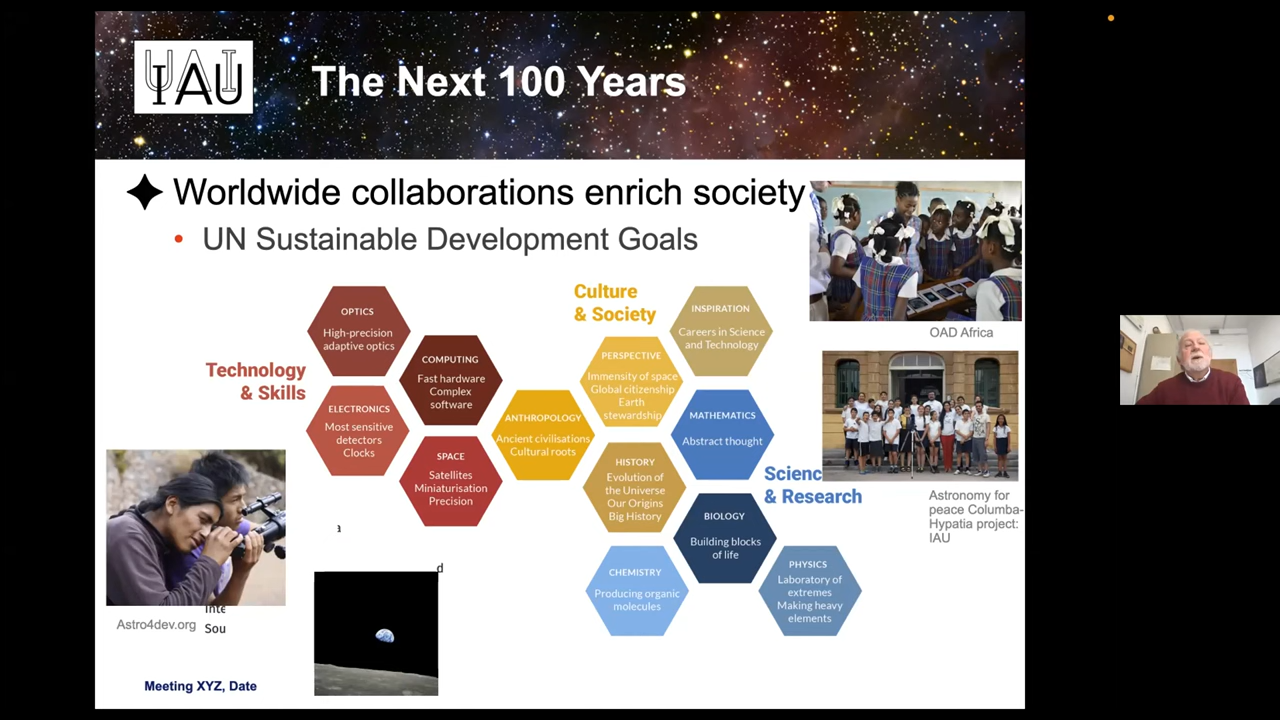 IAU
The Next 100 Years
Worldwide collaborations enrich society
UN Sustainable Development Goals
Technology
& Skills
OPTICS
High-precision
adaptive optics
COMPUTING
Fast hardware
Complex
software
ELECTRONICS
Most sensitive
detectors
Clocks
SPACE
Satellites
Miniaturisation
Precision
Culture
& Society
ANTHROPOLOGY
Ancient civilisations
Cultural roots
PERSPECTIVE
Immensity of space
Global citizenship
Earth
stewardship
INSPIRATION
Careers in Science
and Technology
HISTORY
Evolution of
the Universe
Our Origins
Big History
MATHEMATICS
Abstract thought
Scienc
& Research
BIOLOGY
Building blocks
of life
CHEMISTRY
Producing organic
molecules
PHYSICS
Laboratory of
extremes
Making heavy
elements
OAD Africa
Astronomy for
peace Columba-
Hypatia project:
IAU
a
d
Inte
Sou
Astro4dev.org
Meeting XYZ, Date